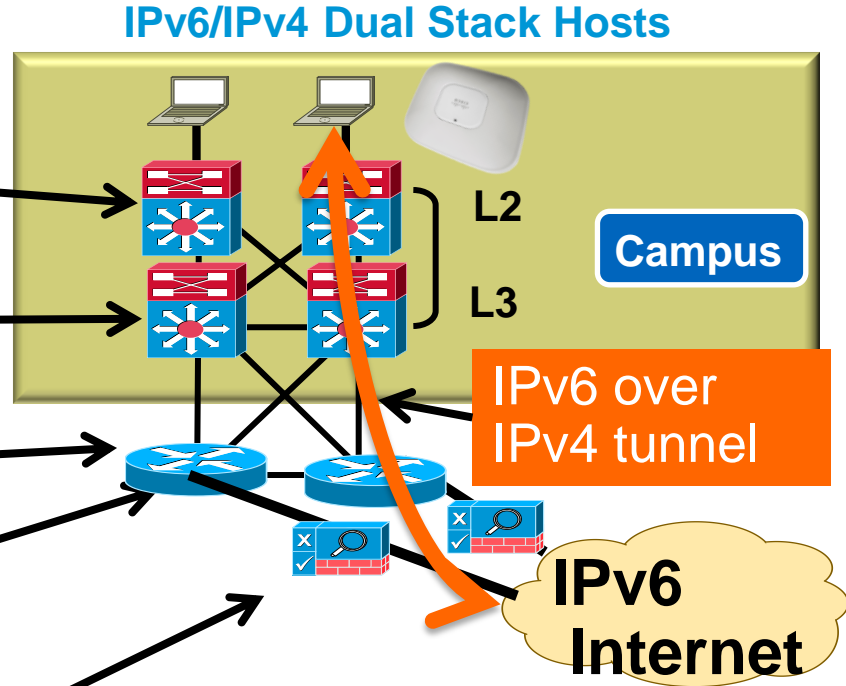 IPv6/IPv4 Dual Stack Hosts
L2
Campus
L3
IPv6 over
IPv4 tunnel
X
X
IPv6
Internet